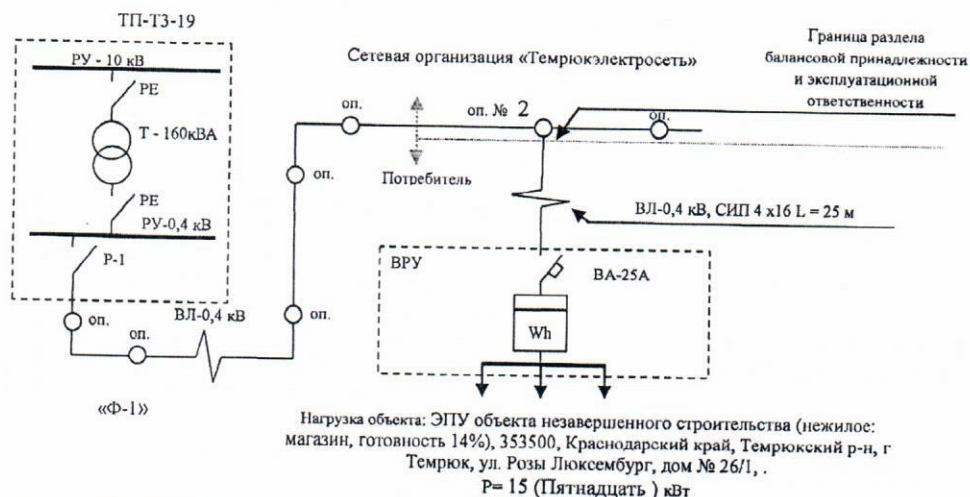 ТП-ТЗ-19
РУ - 10 кВ
РЕ
Т - 160кВА
РЕ
РУ-0,4 кВ
Р-1
оп.
оп.
ВЛ-0,4 кВ
оп.
оп.
оп.
«Ф-1»
Сетевая организация «Темрюкэлектросеть»
оп. № 2
оп.
Потребитель
Граница раздела
балансовой принадлежности
и эксплуатационной
ответственности
ВЛ-0,4 кВ, СИП 4 х16 L = 25 м
ВРУ
ВА-25А
Wh
Нагрузка объекта: ЭПУ объекта незавершенного строительства (нежилое:
магазин, готовность 14%), 353500, Краснодарский край, Темрюкский р-н, г
Темрюк, ул. Розы Люксембург, дом № 26/1, .
Р= 15 (Пятнадцать ) кВт